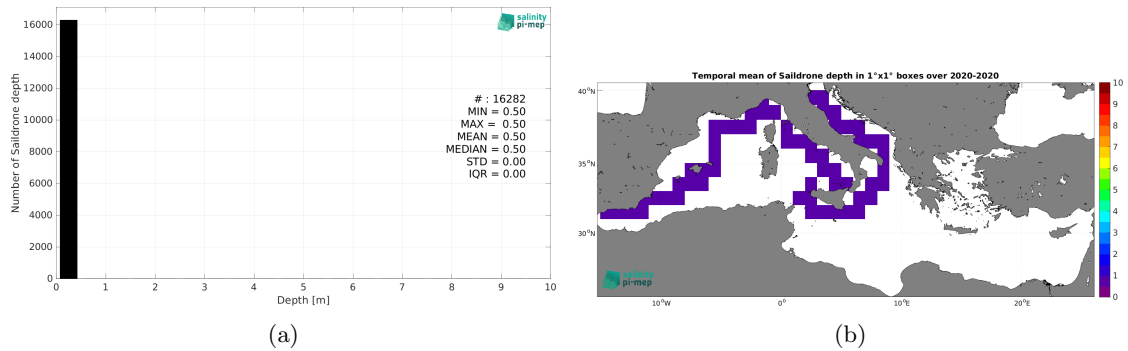 16000
14000
12000
10000
8000
6000
4000
2000
0
Number of Saildrone depth
salinity
pi-mep
# : 16282
MIN = 0.50
MAX = 0.50
MEAN = 0.50
MEDIAN = 0.50
STD = 0.00
IQR = 0.00
0 1 2 3 4 5 6 7 8 9 10
Depth [m]
(a)
Temporal mean of Saildrone depth in 1°x1° boxes over 2020-2020
40°N
35°N
30°N
10°W 0° 10°E 20°E
salinity
pi-mep
10
9
8
7
6
5
4
3
2
1
0
(b)